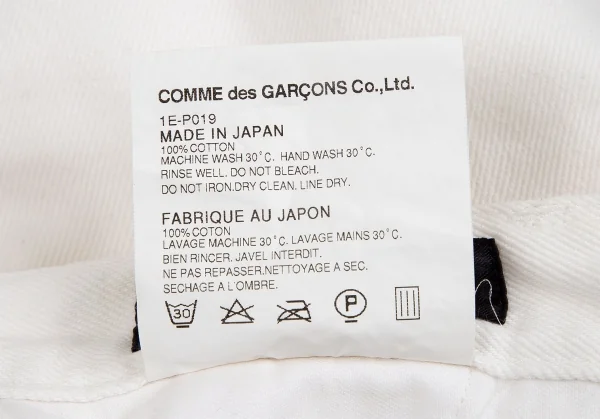 COMME des GARÇONS Co.,Ltd.
1E-P019
MADE IN JAPAN
100% COTTON
MACHINE WASH 30°C. HAND WASH 30°C.
RINSE WELL. DO NOT BLEACH.
DO NOT IRON.DRY CLEAN. LINE DRY.
FABRIQUE AU JAPON
100% COTON
LAVAGE MACHINE 30°C. LAVAGE MAINS 30°C.
BIEN RINCER. JAVEL INTERDIT.
NE PAS REPASSER.NETTOYAGE A SEC.
SECHAGE A L'OMBRE
30 P